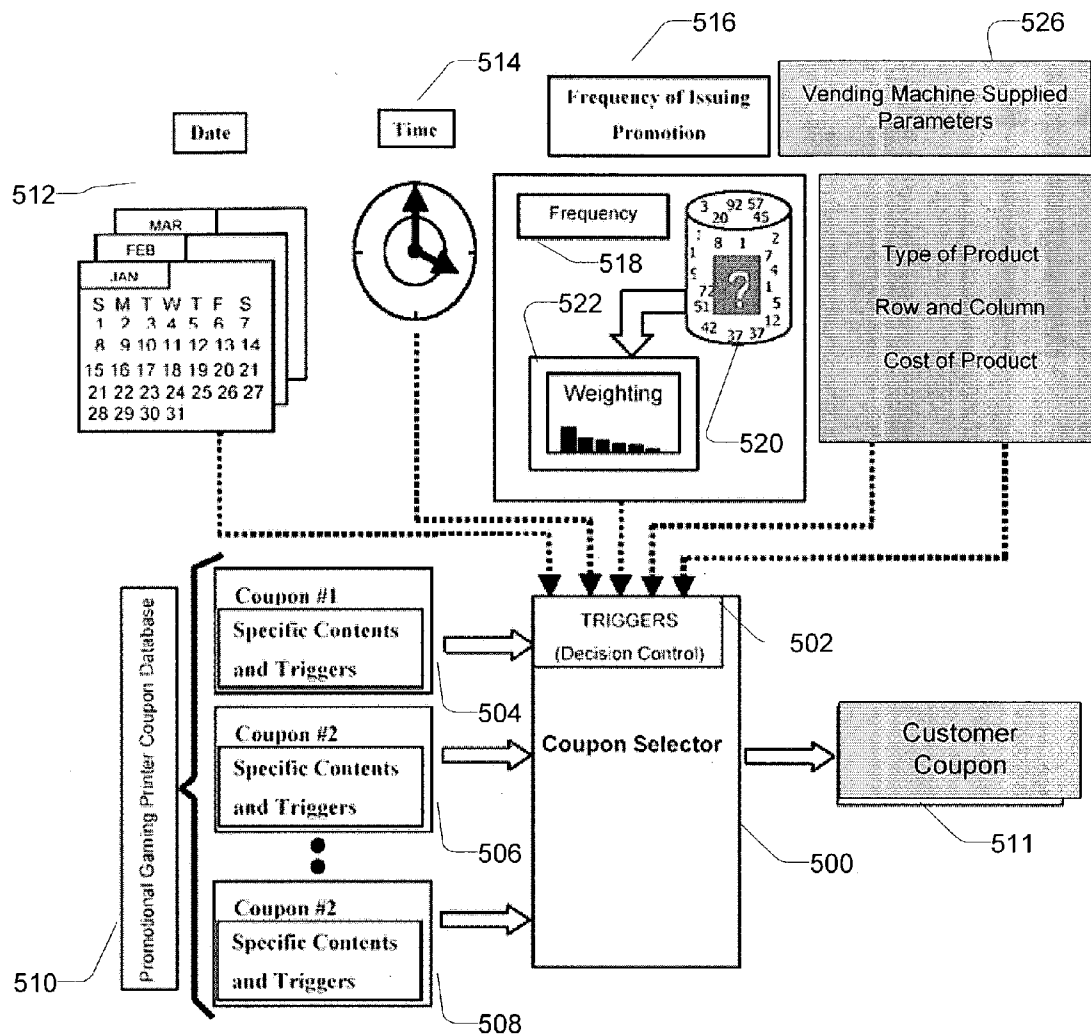 516
526
514
Frequency of Issuing
Promotion
Vending Machine Supplied
Parameters
Date
Time
512
MAR
FEB
JAN
S M T W T F S
1 2 3 4 5 6 7
8 9 10 11 12 13 14
15 16 17 18 19 20 21
21 22 23 24 25 26 27
28 29 30 31
Frequency
518
522
3 92 57
20 45
8 1 2
7
4
?
72 1
51 5
42 37 37 12
Weighting
520
Type of Product
Row and Column
Cost of Product
Promotional Gaming Printer Coupon Database
510
Coupon #1
Specific Contents
and Triggers
504
Coupon #2
Specific Contents
and Triggers
506
Coupon #2
Specific Contents
and Triggers
508
TRIGGERS
(Decision Control)
502
Coupon Selector
500
Customer
Coupon
511